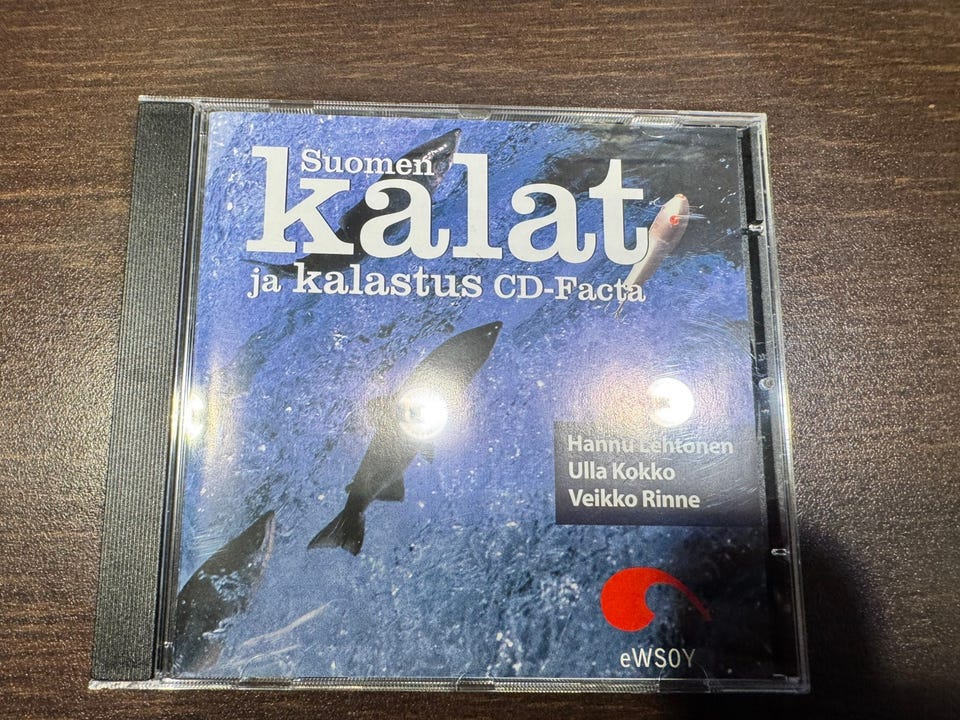 Suomen
kalat
ja kalastus CD-Facta
Hannu Lehtonen
Ulla Kokko
Veikko Rinne
eWSOY